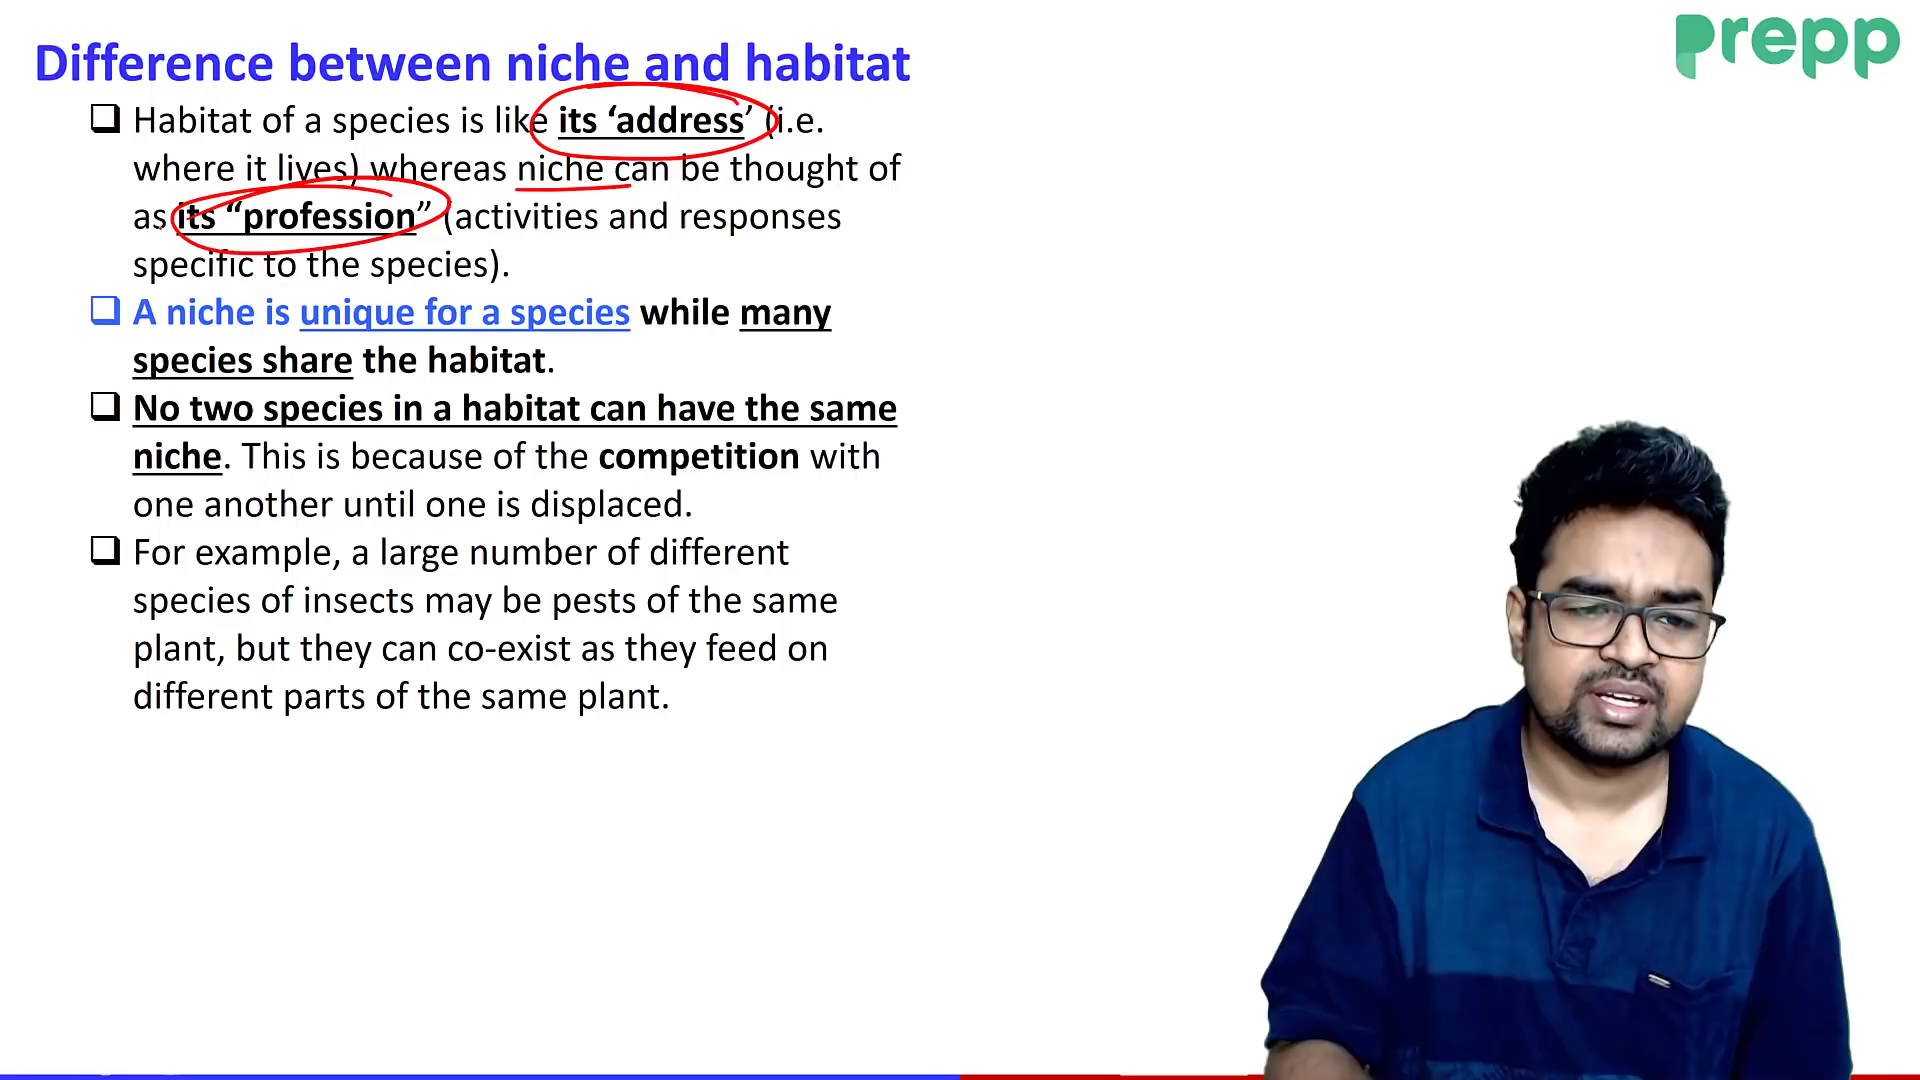 prepp
Difference between niche and habitat
❑ Habitat of a species is like its ‘address’ (i.e.
where it lives) whereas niche can be thought of
as its “profession” (activities and responses
specific to the species).
❑ A niche is unique for a species while many
species share the habitat.
❑ No two species in a habitat can have the same
niche. This is because of the competition with
one another until one is displaced.
❑ For example, a large number of different
species of insects may be pests of the same
plant, but they can co-exist as they feed on
different parts of the same plant.